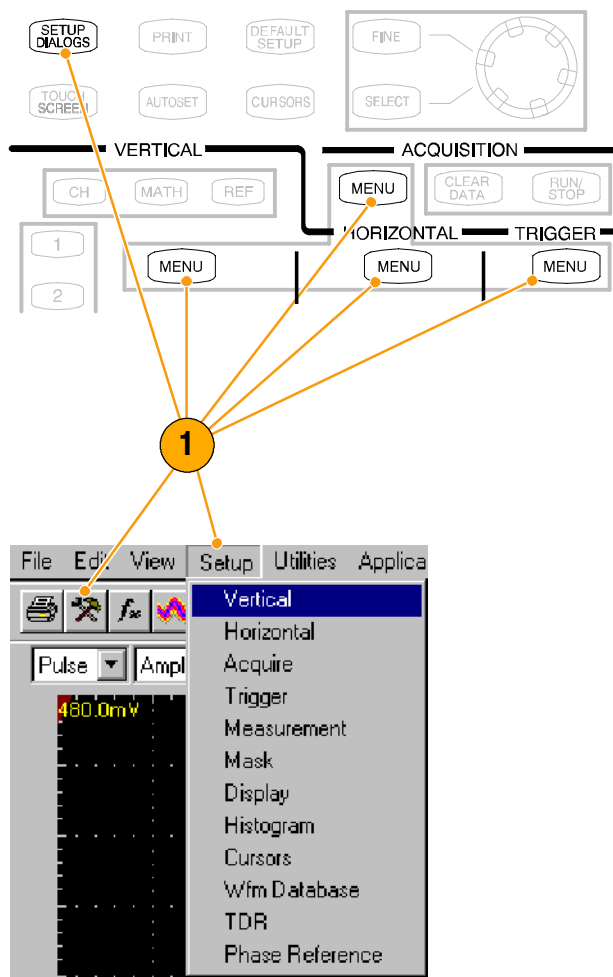 SETUP
DIALOGS
PRINT
DEFAULT
SETUP
FINE
TOUCH
SCREEN
AUTOSET
CURSORS
SELECT
VERTICAL
ACQUISITION
CH
MATH
REF
MENU
CLEAR
DATA
RUN/
STOP
HORIZONTAL
TRIGGER
1
2
MENU
MENU
MENU
1
File Edit View Setup Utilities Applica
Pulse Ampl
480.0mV
Vertical
Horizontal
Acquire
Trigger
Measurement
Mask
Display
Histogram
Cursors
Wfm Database
TDR
Phase Reference